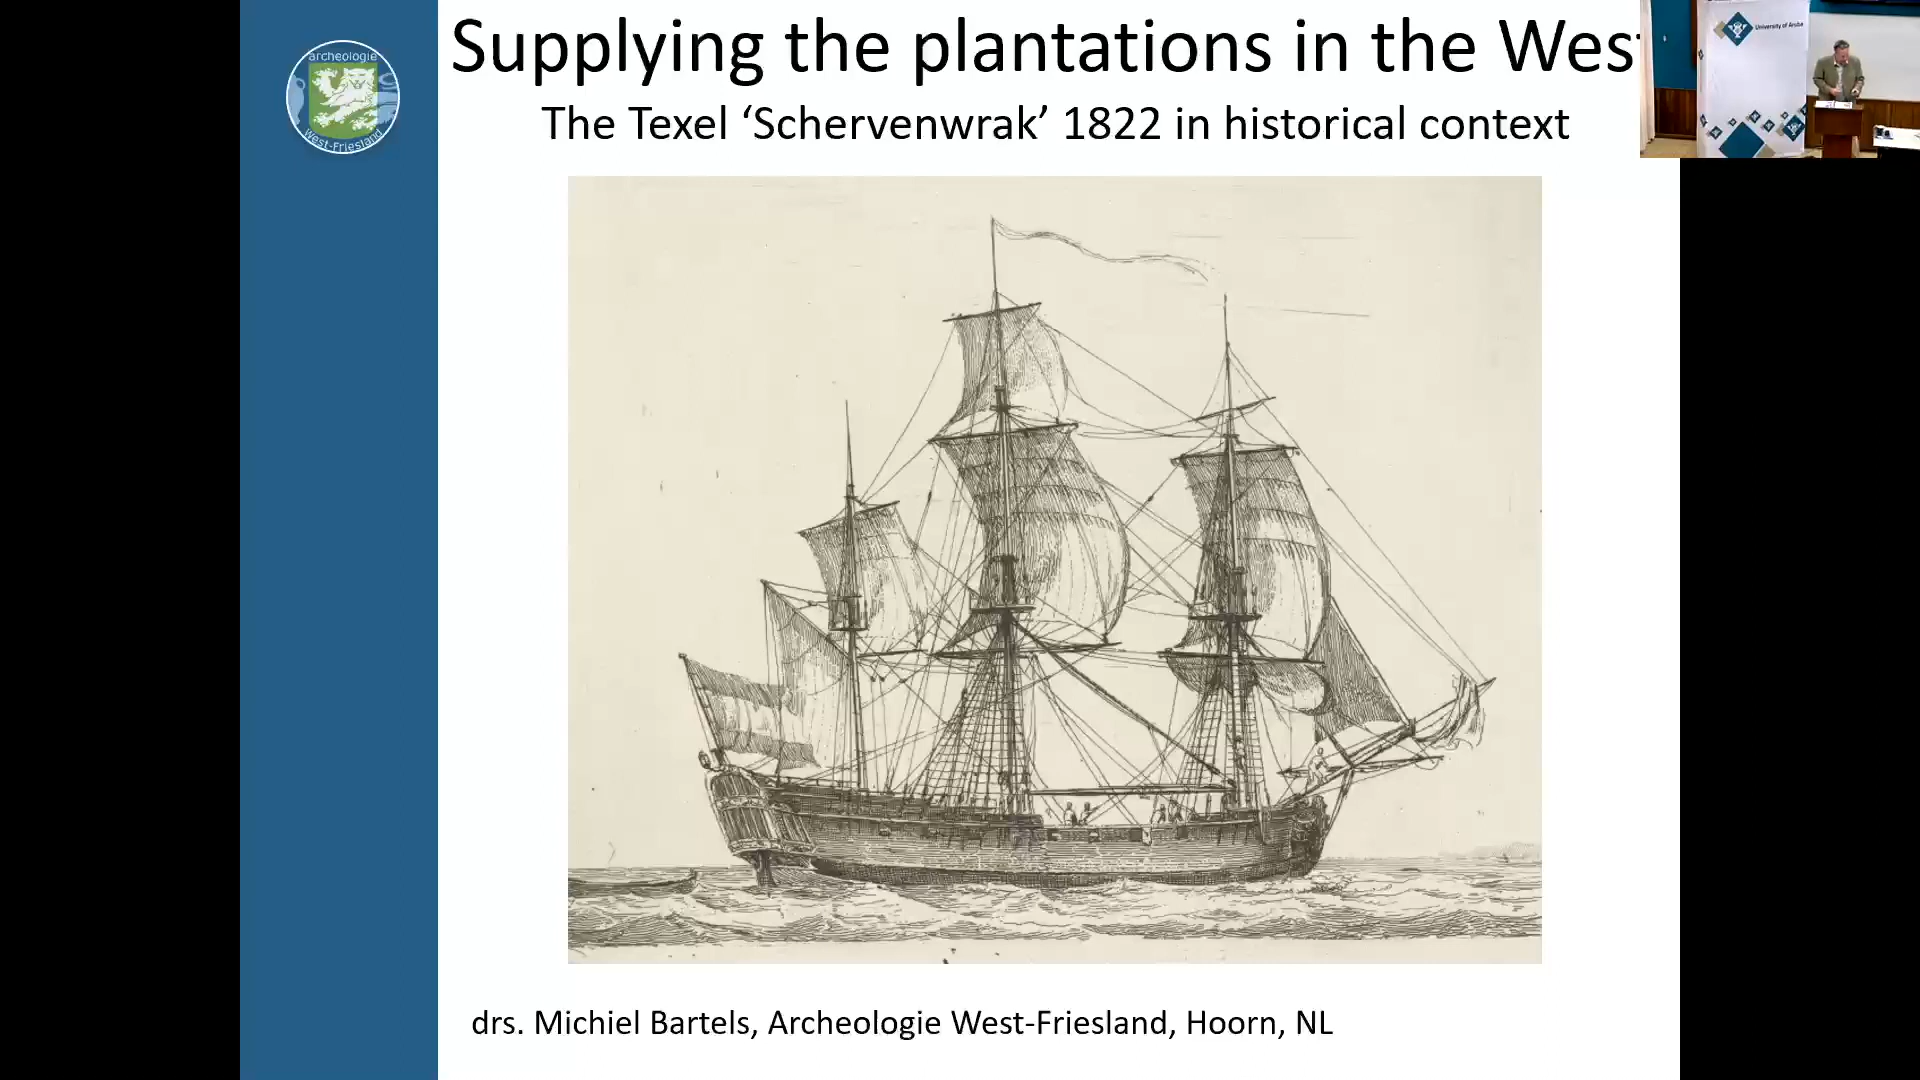 Supplying the plantations in the Wes
The Texel ‘Schervenwrak’ 1822 in historical context
archeologie
West-Friesland
University of Aruba
drs. Michiel Bartels, Archeologie West-Friesland, Hoorn, NL